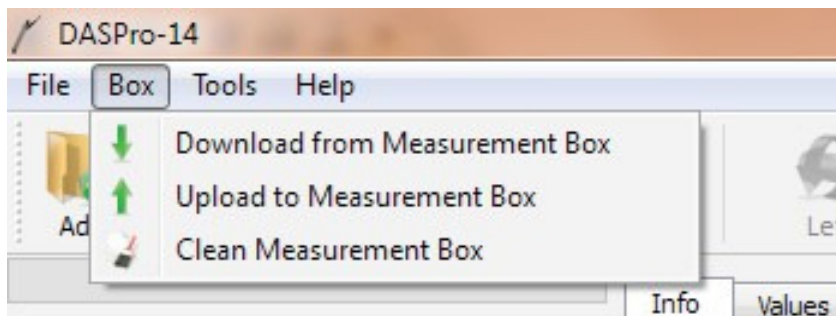 DASPro-14
File Box Tools Help
Download from Measurement Box
Upload to Measurement Box
Clean Measurement Box
Info Values